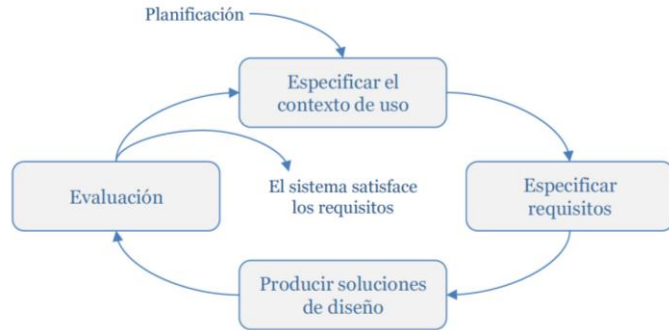 Planificación
Especificar el
contexto de uso
Evaluación
El sistema satisface
los requisitos
Especificar
requisitos
Producir soluciones
de diseño